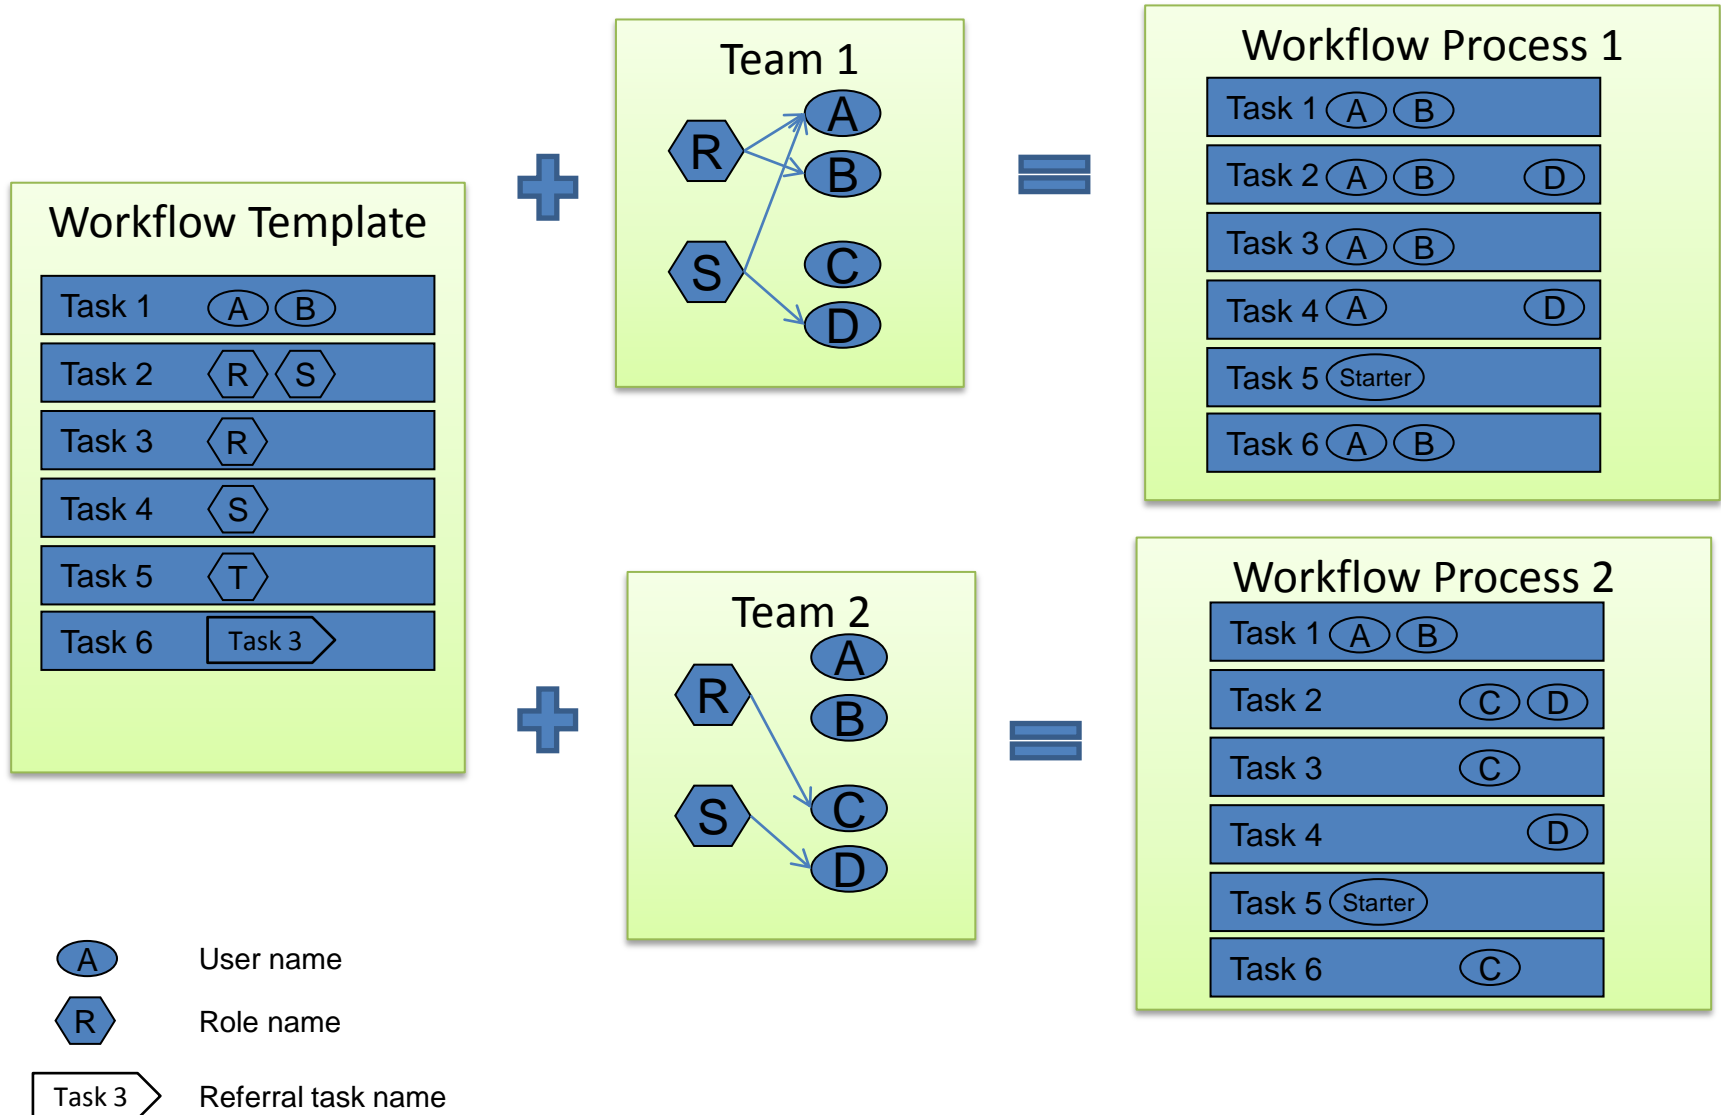 Workflow Template
Task 1 A B
Task 2 R S
Task 3 R
Task 4 S
Task 5 T
Task 6 Task 3
Team 1
R
S
A
B
C
D
Workflow Process 1
Task 1 A B
Task 2 A B D
Task 3 A B
Task 4 A D
Task 5 Starter
Task 6 A B
Team 2
R
S
A
B
C
D
Workflow Process 2
Task 1 A B
Task 2 C D
Task 3 C
Task 4 D
Task 5 Starter
Task 6 C
A User name
R Role name
Task 3 Referral task name